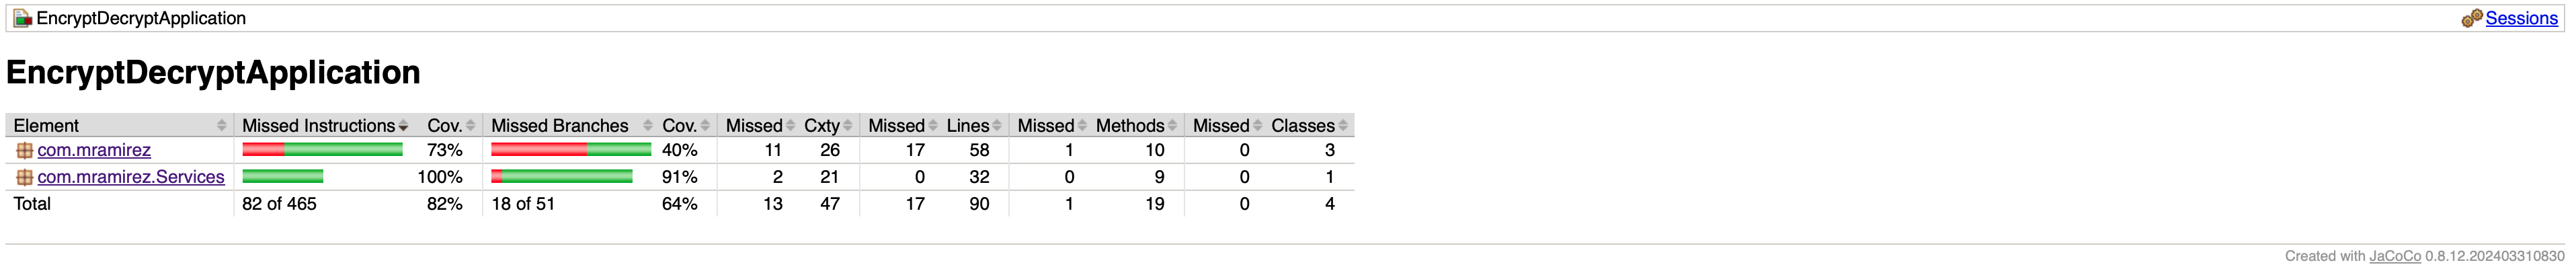 EncryptDecryptApplication Sessions
EncryptDecryptApplication
Element Missed Instructions Cov. Missed Branches Cov. Missed Cxty Missed Lines Missed Methods Missed Classes
com.mramirez 73% 40% 11 26 17 58 1 10 0 3
com.mramirez.Services 100% 91% 2 21 0 32 0 9 0 1
Total 82 of 465 82% 18 of 51 64% 13 47 17 90 1 19 0 4
Created with JaCoCo 0.8.12.202403310830